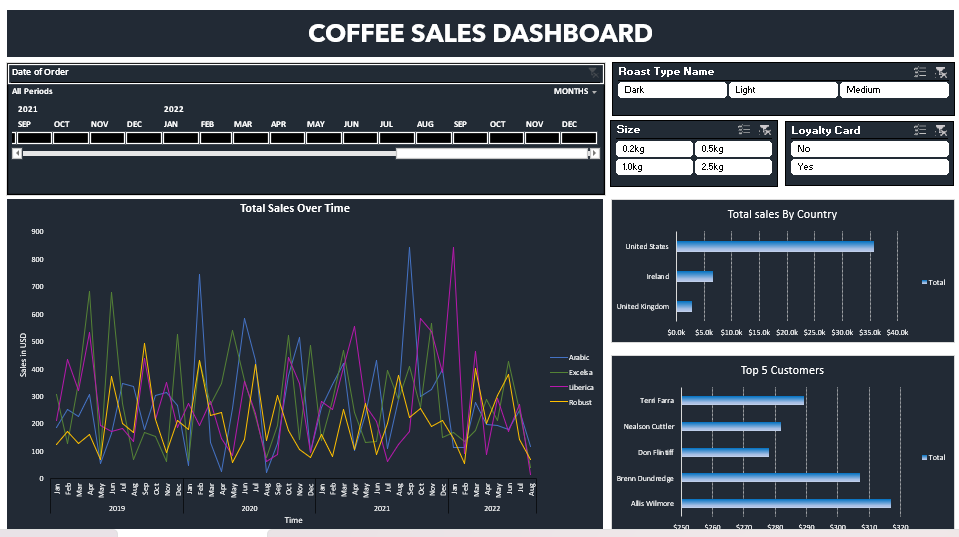 COFFEE SALES DASHBOARD
Date of Order
All Periods MONTHS
2021 2022
SEP OCT NOV DEC JAN FEB MAR APR MAY JUN JUL AUG SEP OCT NOV DEC
Roast Type Name
Dark Light Medium
Size
0.2kg 0.5kg
1.0kg 2.5kg
Loyalty Card
No
Yes
Total Sales Over Time
900
800
700
600
500
400
300
200
100
0
Sales in USD
Arabic
Excelsa
Liberica
Robust
Jan Feb Mar Apr May Jun Jul Aug Sep Oct Nov Dec Jan Feb Mar Apr May Jun Jul Aug Sep Oct Nov Dec Jan Feb Mar Apr May Jun Jul Aug Sep Oct Nov Dec Jan Feb Mar Apr May Jun Jul Aug
2019 2020 2021 2022
Time
Total sales By Country
United States
Ireland
United Kingdom
Total
$0.0k $5.0k $10.0k $15.0k $20.0k $25.0k $30.0k $35.0k $40.0k
Top 5 Customers
Terri Farra
Nealson Cuttler
Don Flintiff
Brenn Dundredge
Allis Wilmore
Total
$250 $260 $270 $280 $290 $300 $310 $320